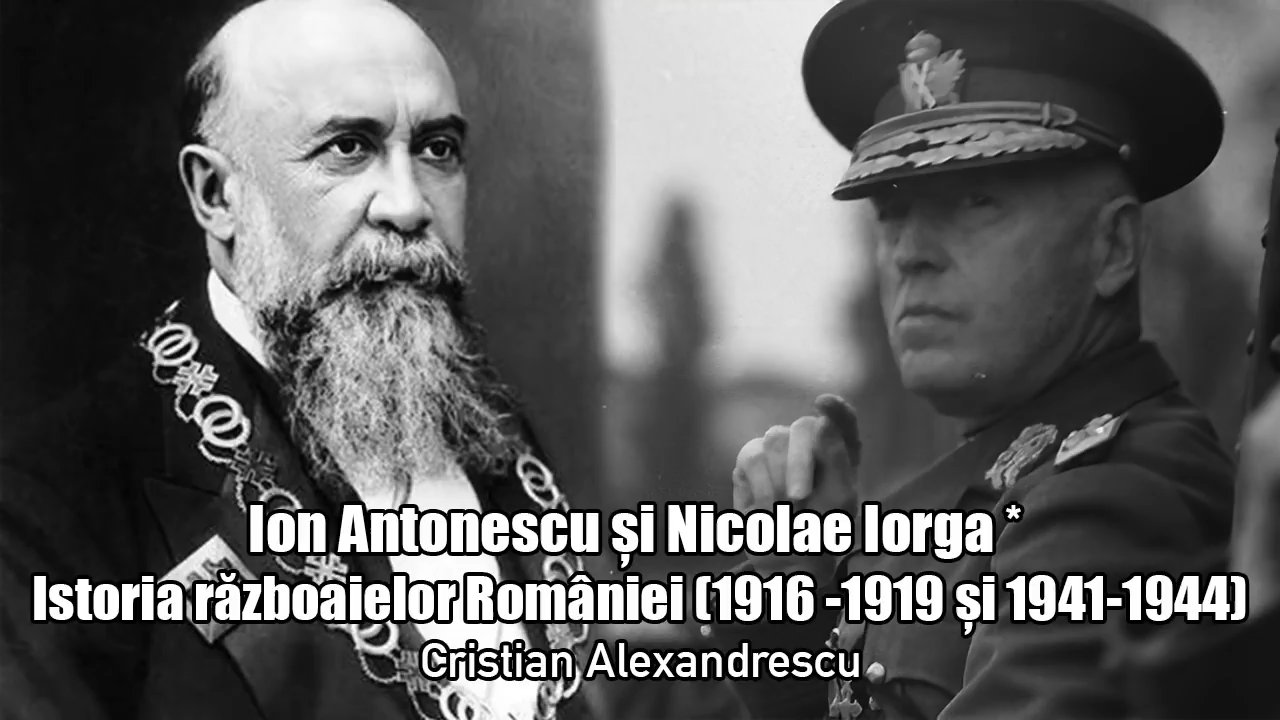 Ion Antonescu și Nicolae Iorga *
Istoria războaielor României (1916 -1919 și 1941-1944)
Cristian Alexandrescu